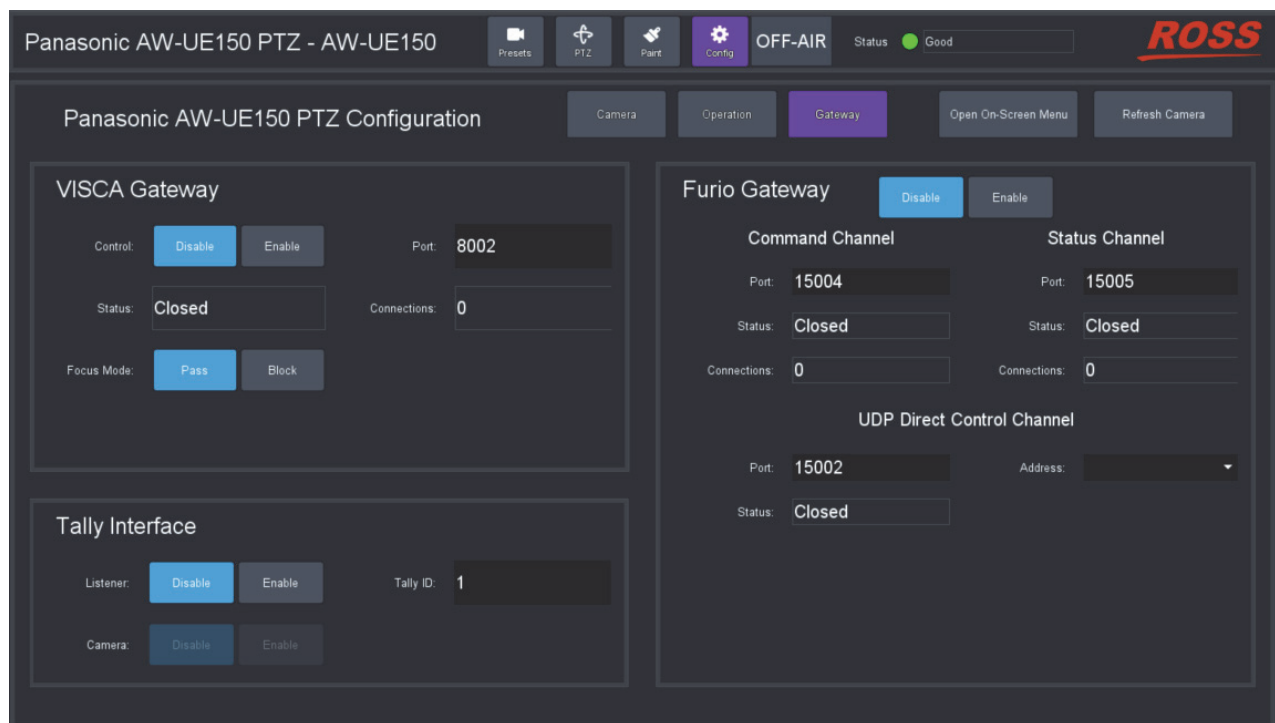 Panasonic AW-UE150 PTZ - AW-UE150
Presets
PTZ
Paint
Config
OFF-AIR
Status
Good
ROSS
Panasonic AW-UE150 PTZ Configuration
Camera
Operation
Gateway
Open On-Screen Menu
Refresh Camera
VISCA Gateway
Control: Disable Enable Port: 8002
Status: Closed Connections: 0
Focus Mode: Pass Block
Tally Interface
Listener: Disable Enable Tally ID: 1
Camera: Disable Enable
Furio Gateway Disable Enable
Command Channel Status Channel
Port: 15004 Port: 15005
Status: Closed Status: Closed
Connections: 0 Connections: 0
UDP Direct Control Channel
Port: 15002 Address:
Status: Closed